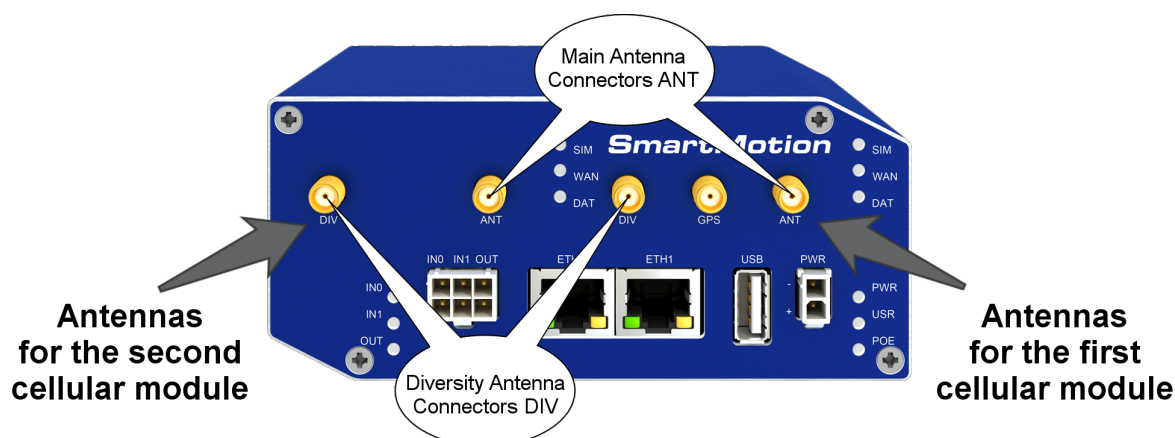 Main Antenna
Connectors ANT
SmartMotion
SIM
WAN
DAT
SIM
WAN
DAT
DIV
ANT
DIV
GPS
ANT
IN0 IN1 OUT
ETH1
USB
PWR
IN0
IN1
OUT
-
+
PWR
USR
POE
Antennas
for the second
cellular module
Diversity Antenna
Connectors DIV
Antennas
for the first
cellular module